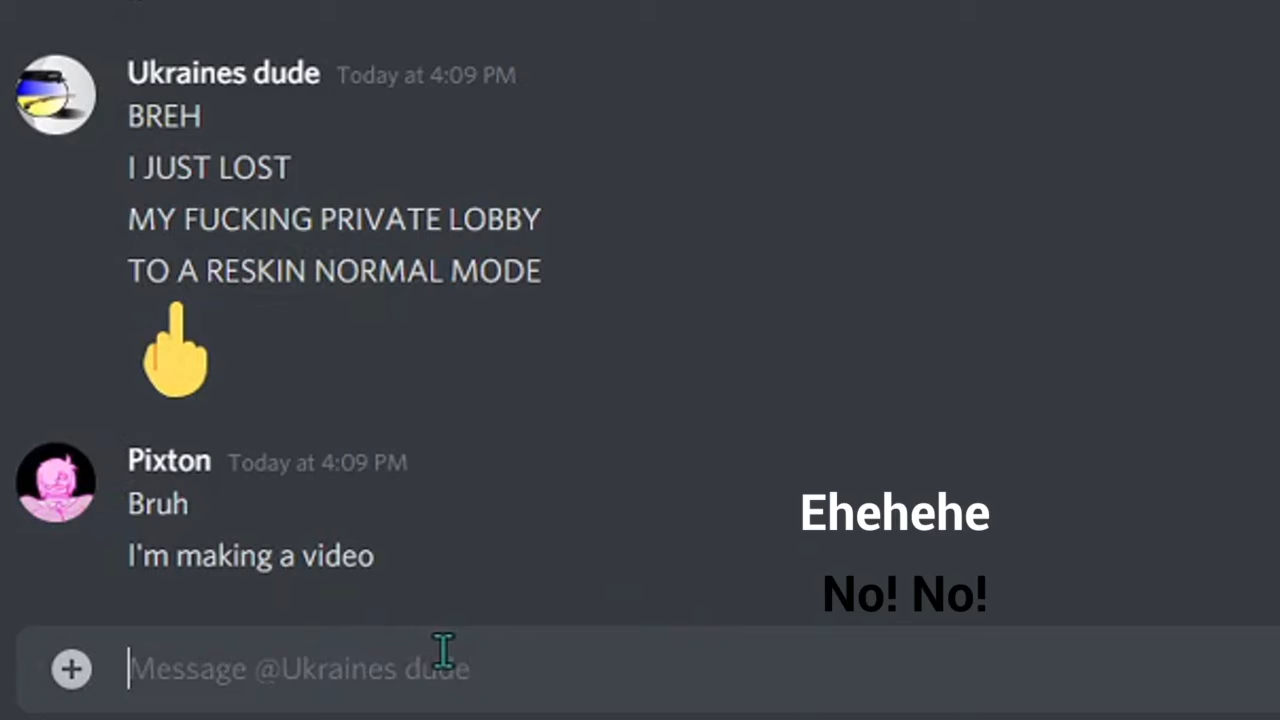 Ukraines dude Today at 4:09 PM
BREH
I JUST LOST
MY FUCKING PRIVATE LOBBY
TO A RESKIN NORMAL MODE
Pixton Today at 4:09 PM
Bruh
I'm making a video
Ehehehe
No! No!
Message @Ukraines dude